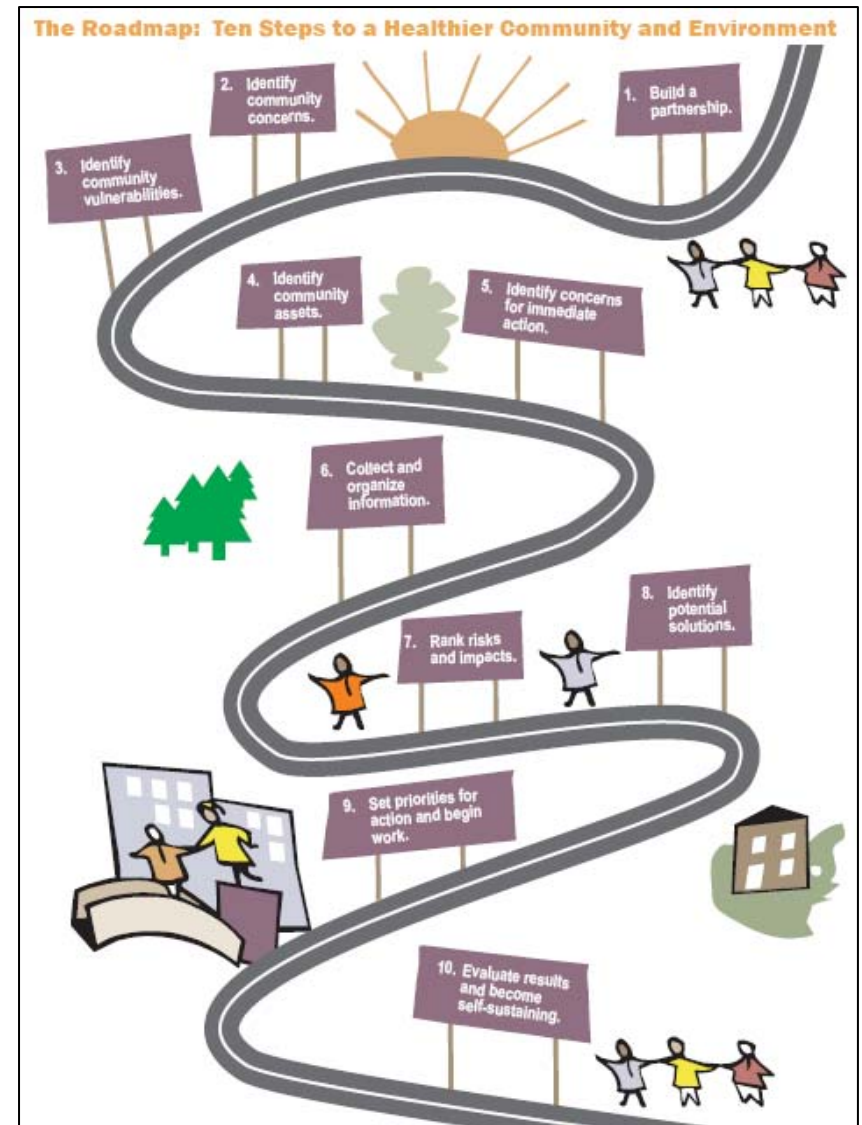 The Roadmap: Ten Steps to a Healthier Community and Environment
1. Build a
partnership.
2. Identify
community
concerns.
3. Identify
community
vulnerabilities.
4. Identify
community
assets.
5. Identify concerns
for immediate
action.
6. Collect and
organize
information.
7. Rank risks
and impacts.
8. Identify
potential
solutions.
9. Set priorities for
action and begin
work.
10. Evaluate results
and become
self-sustaining.